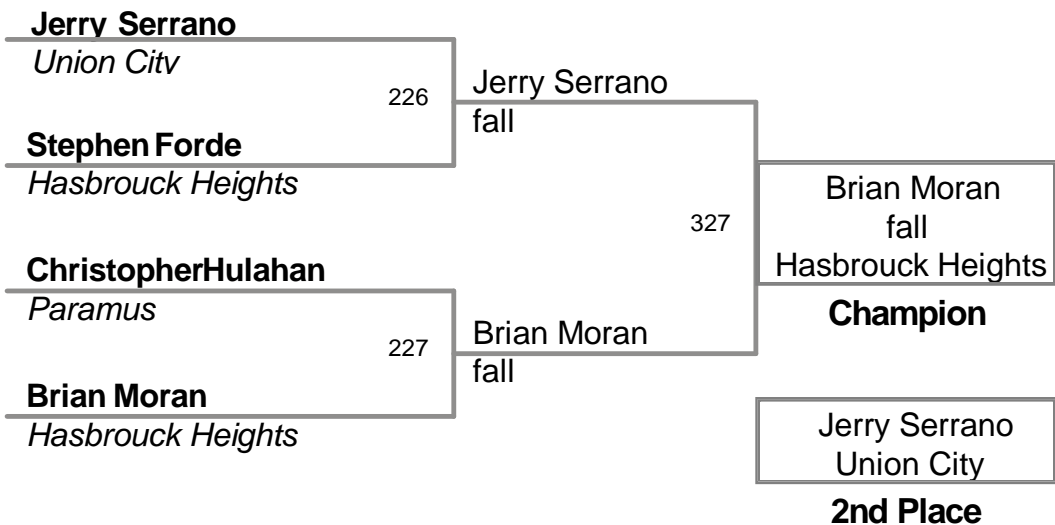 Jerry Serrano
Union City
226
Jerry Serrano
fall
Stephen Forde
Hasbrouck Heights
327
Brian Moran
fall
Hasbrouck Heights
Champion
ChristopherHulahan
Paramus
227
Brian Moran
fall
Brian Moran
Hasbrouck Heights
Jerry Serrano
Union City
2nd Place